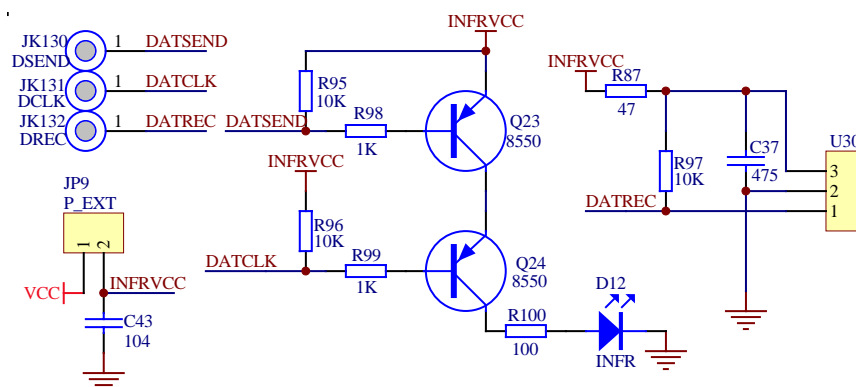 INFRVCC
JK130
1
DATSEND
DSEND
JK131
1
DATCLK
DCLK
JK132
1
DATREC
DREC
R95
10K
DATSEND
R98
1K
Q23
8550
INFRVCC
R87
47
C37
475
R97
10K
DATREC
U30
3
2
1
JP9
P_EXT
1
2
VCC
INFRVCC
C43
104
INFRVCC
R96
10K
DATCLK
R99
1K
Q24
8550
R100
100
D12
INFR